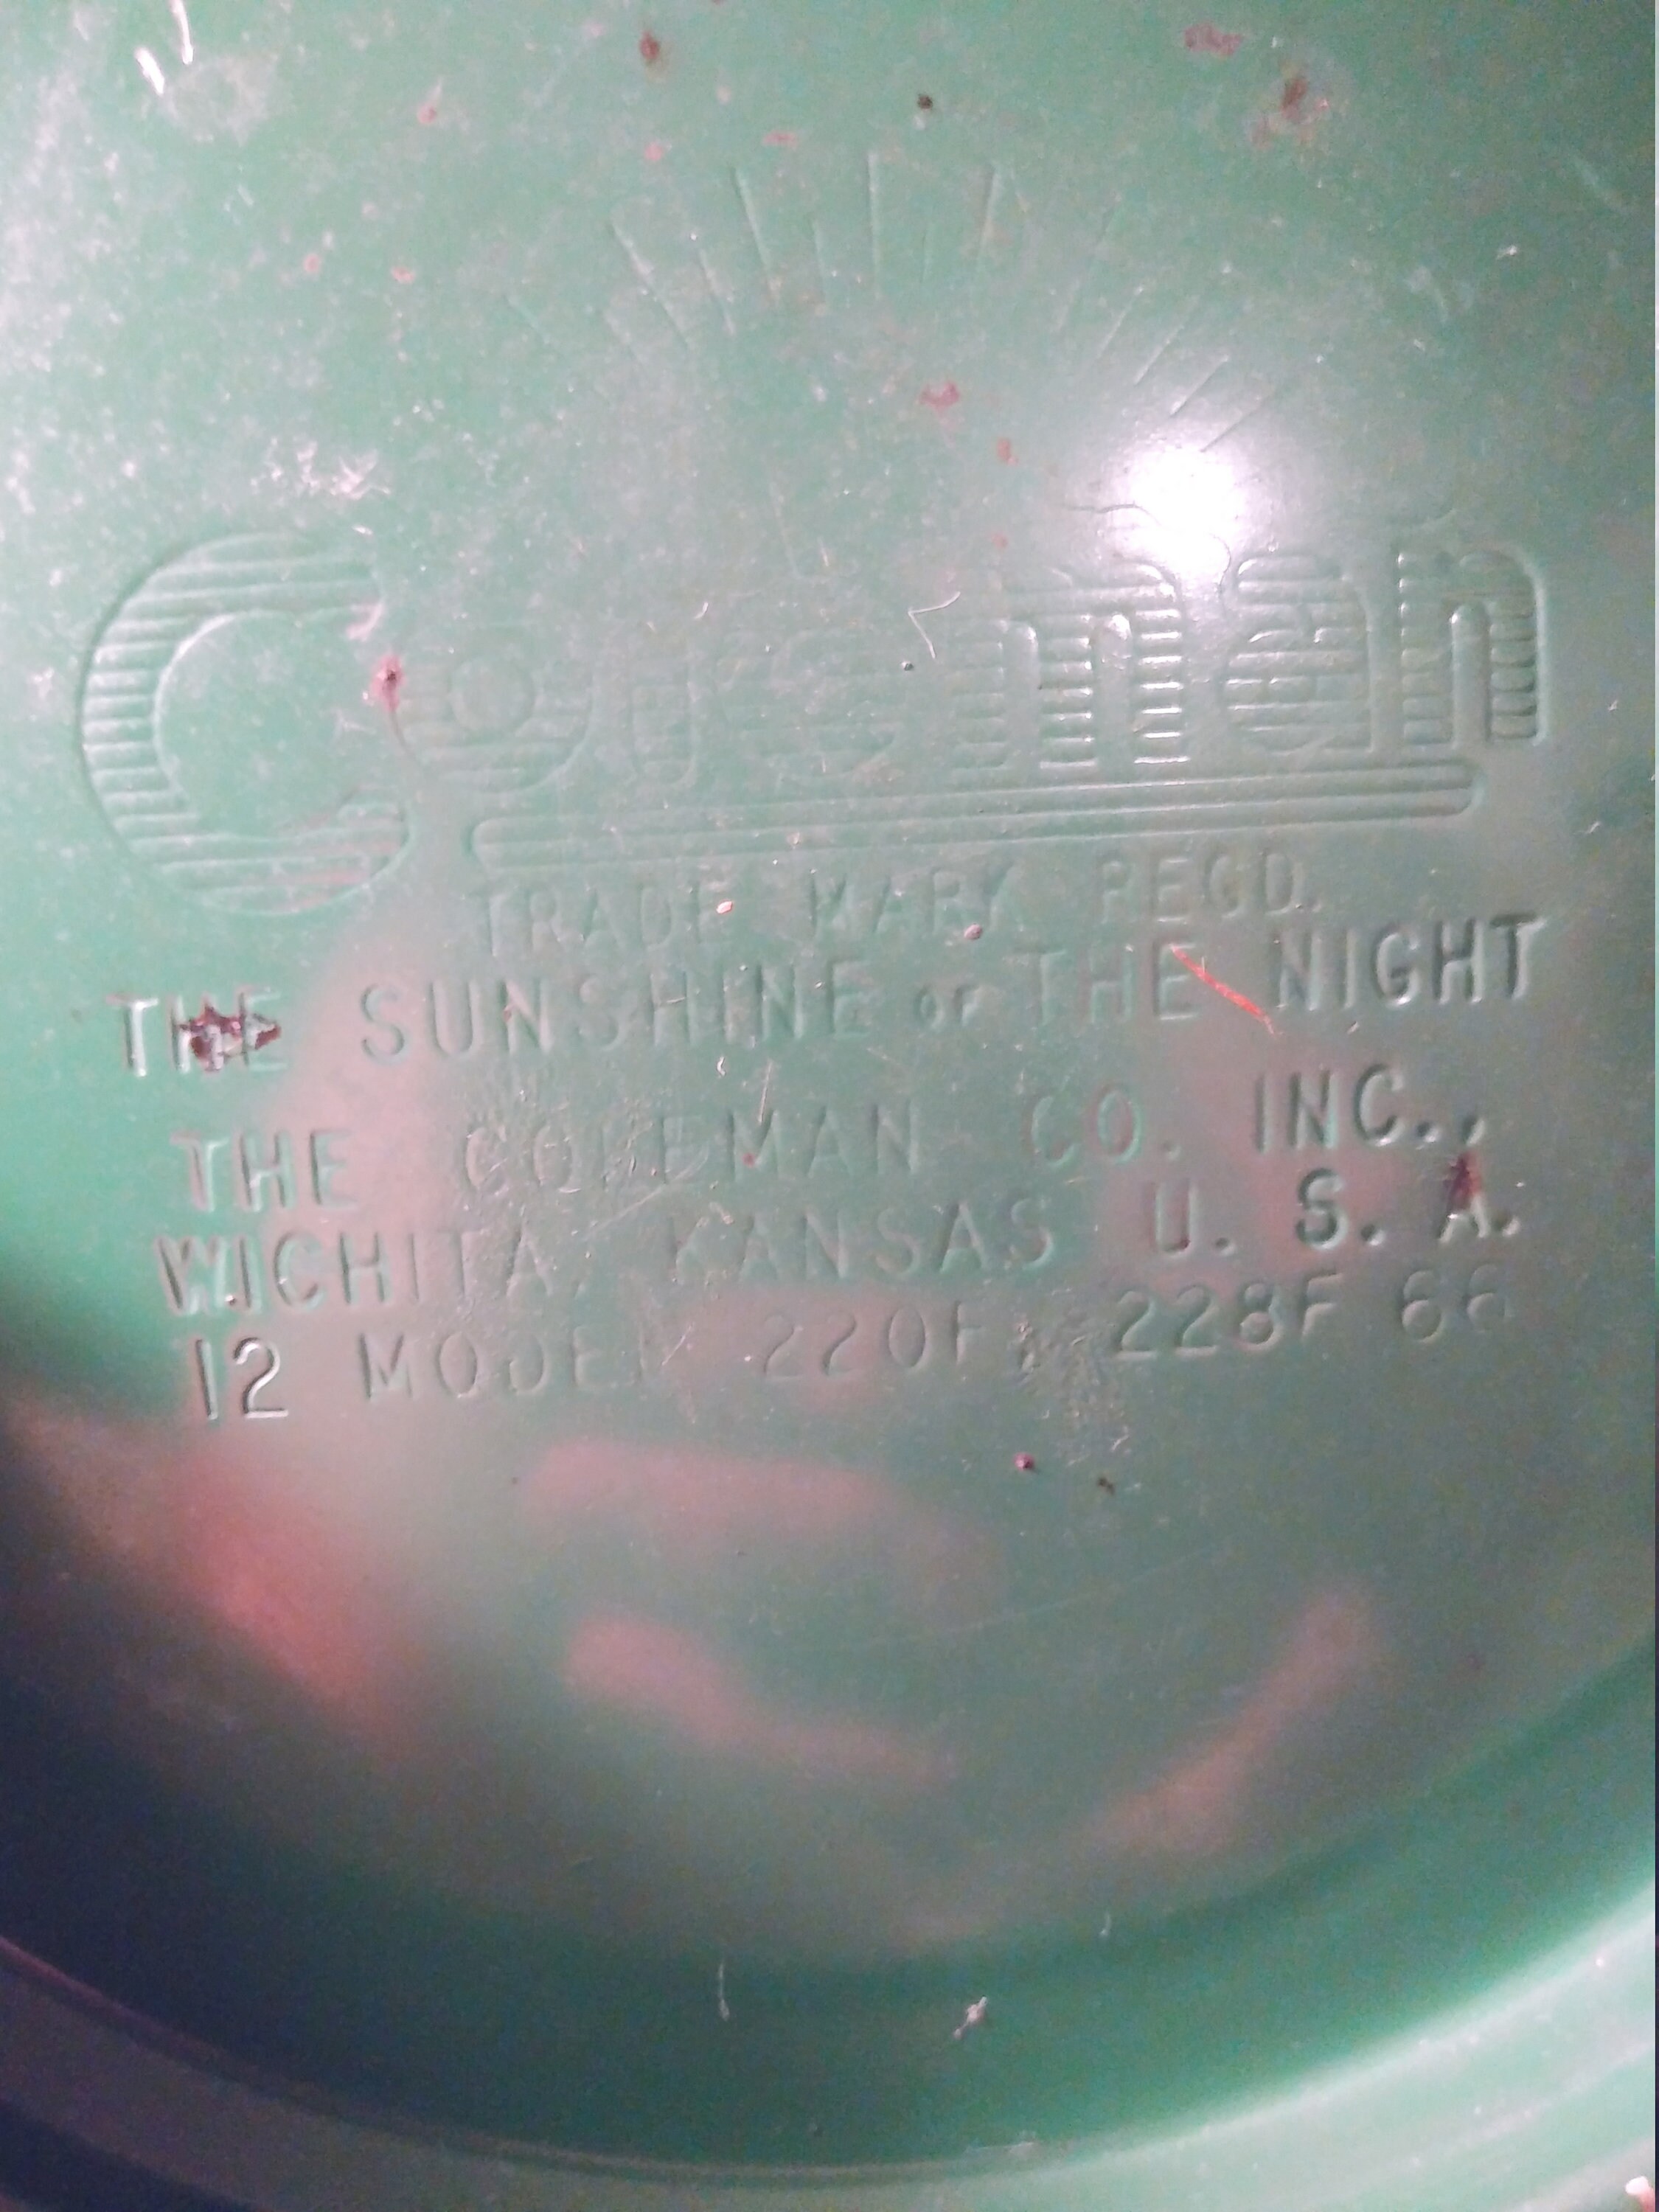 Coleman
TRADE MARK REGD.
THE SUNSHINE OF THE NIGHT
THE COLEMAN CO. INC.,
WICHITA, KANSAS U. S. A.
12 MODEL 220F, 228F 66